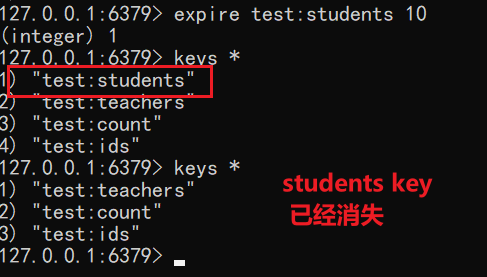 127.0.0.1:6379> expire test:students 10
(integer) 1
127.0.0.1:6379> keys *
1) "test:students"
2) "test:teachers"
3) "test:count"
4) "test:ids"
127.0.0.1:6379> keys *
1) "test:teachers"
2) "test:count"
3) "test:ids"
127.0.0.1:6379>
students key
已经消失